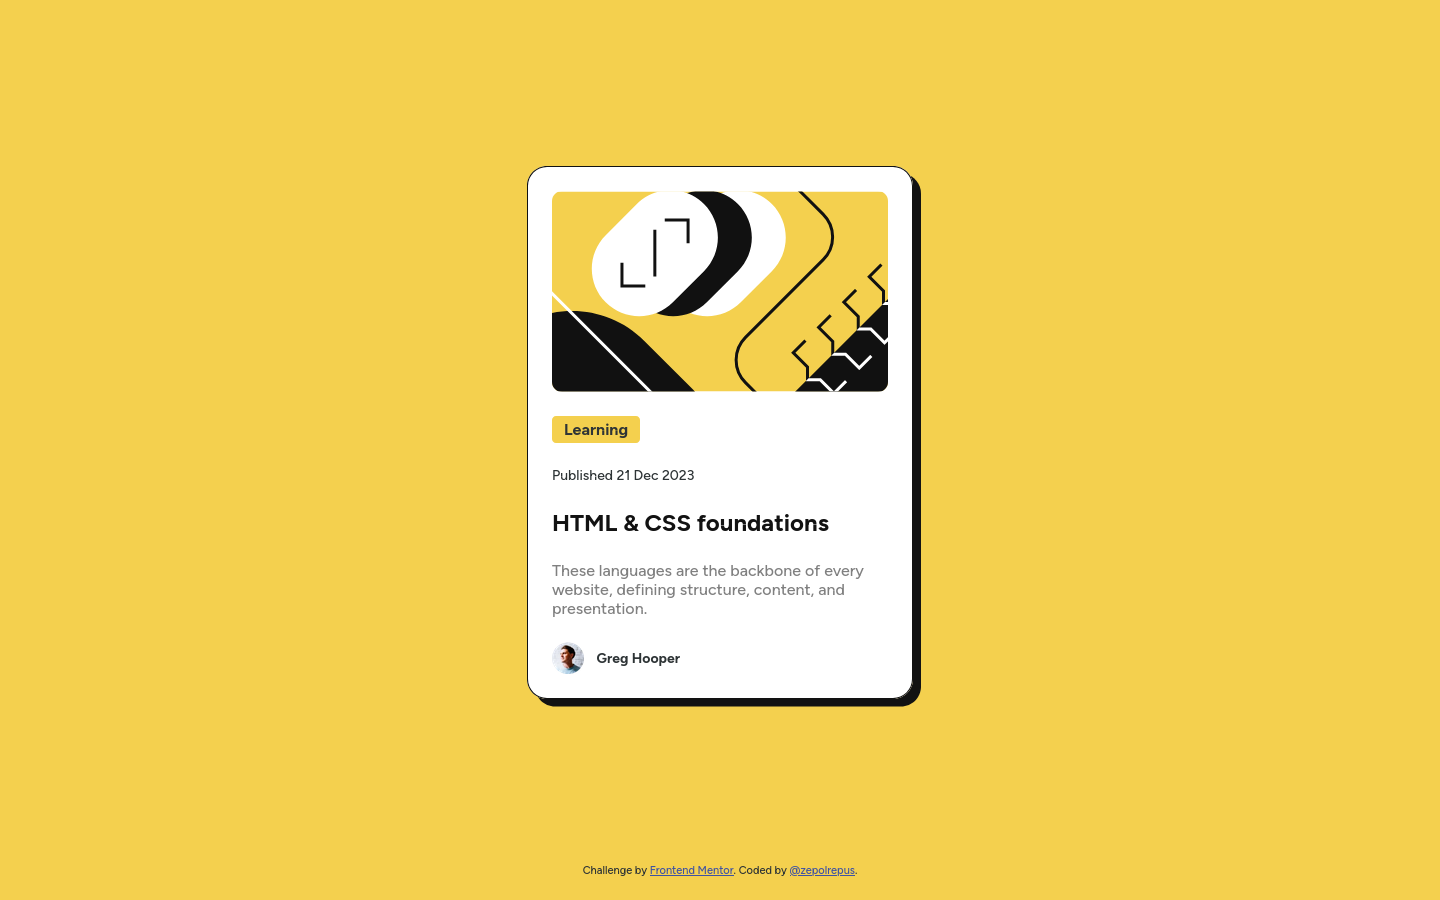 Learning
Published 21 Dec 2023
HTML & CSS foundations
These languages are the backbone of every
website, defining structure, content, and
presentation.
Greg Hooper
Challenge by Frontend Mentor. Coded by @zepolrepus.